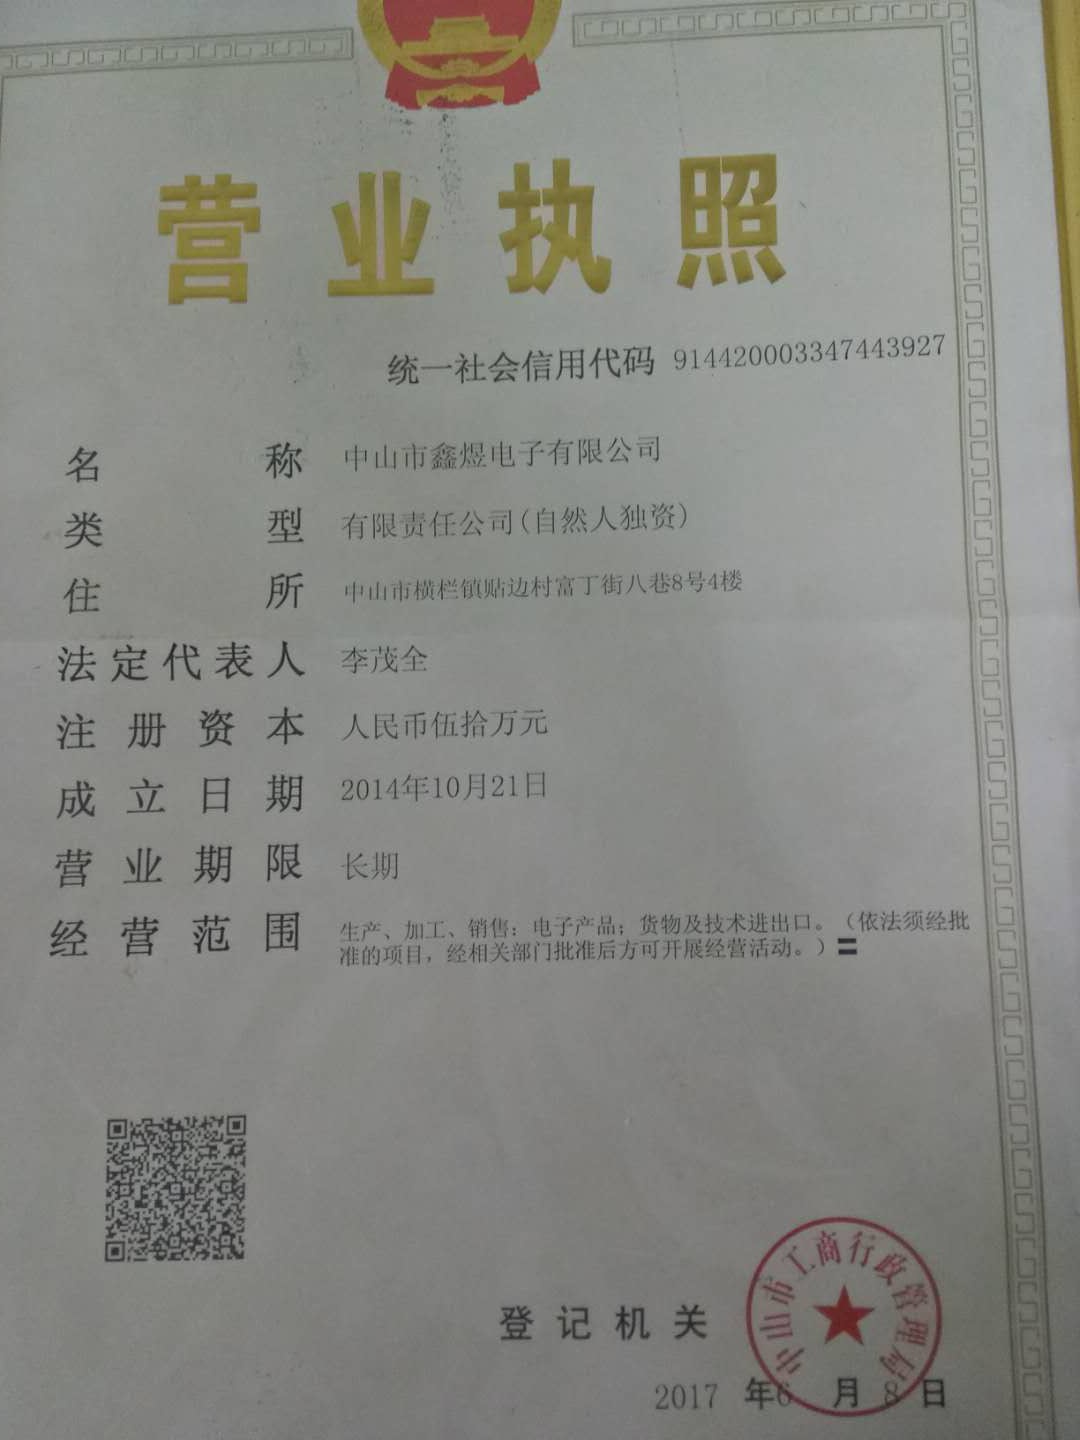 营业执照
统一社会信用代码 914420003347443927
名称 中山市鑫煜电子有限公司
类型 有限责任公司(自然人独资)
住所 中山市横栏镇贴边村富丁街八巷8号4楼
法定代表人 李茂全
注册资本 人民币伍拾万元
成立日期 2014年10月21日
营业期限 长期
经营范围 生产、加工、销售：电子产品；货物及技术进出口。（依法须经批
准的项目，经相关部门批准后方可开展经营活动。）〓
登记机关
中山市工商行政管理局
2017 年6 月 8 日